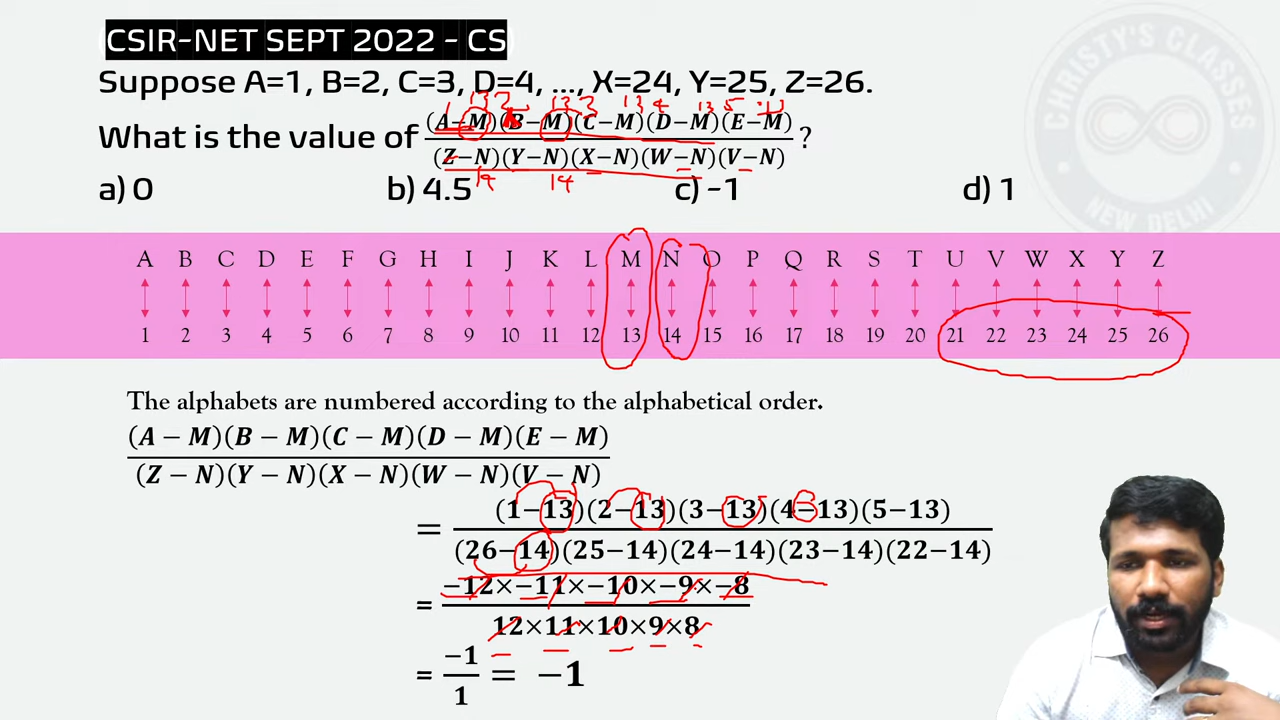 (CSIR-NET SEPT 2022 - CS)
Suppose A=1, B=2, C=3, D=4, ..., X=24, Y=25, Z=26.
What is the value of (A−M)(B−M)(C−M)(D−M)(E−M) / (Z−N)(Y−N)(X−N)(W−N)(V−N) ?
a) 0 b) 4.5 c) -1 d) 1
A B C D E F G H I J K L M N O P Q R S T U V W X Y Z
1 2 3 4 5 6 7 8 9 10 11 12 13 14 15 16 17 18 19 20 21 22 23 24 25 26
The alphabets are numbered according to the alphabetical order.
(A − M)(B − M)(C − M)(D − M)(E − M)
(Z − N)(Y − N)(X − N)(W − N)(V − N)
= (1−13)(2−13)(3−13)(4−13)(5−13)
(26−14)(25−14)(24−14)(23−14)(22−14)
= −12×−11×−10×−9×−8
12×11×10×9×8
= −1/1 = −1
CHRISTY'S CLASSES
NEW DELHI